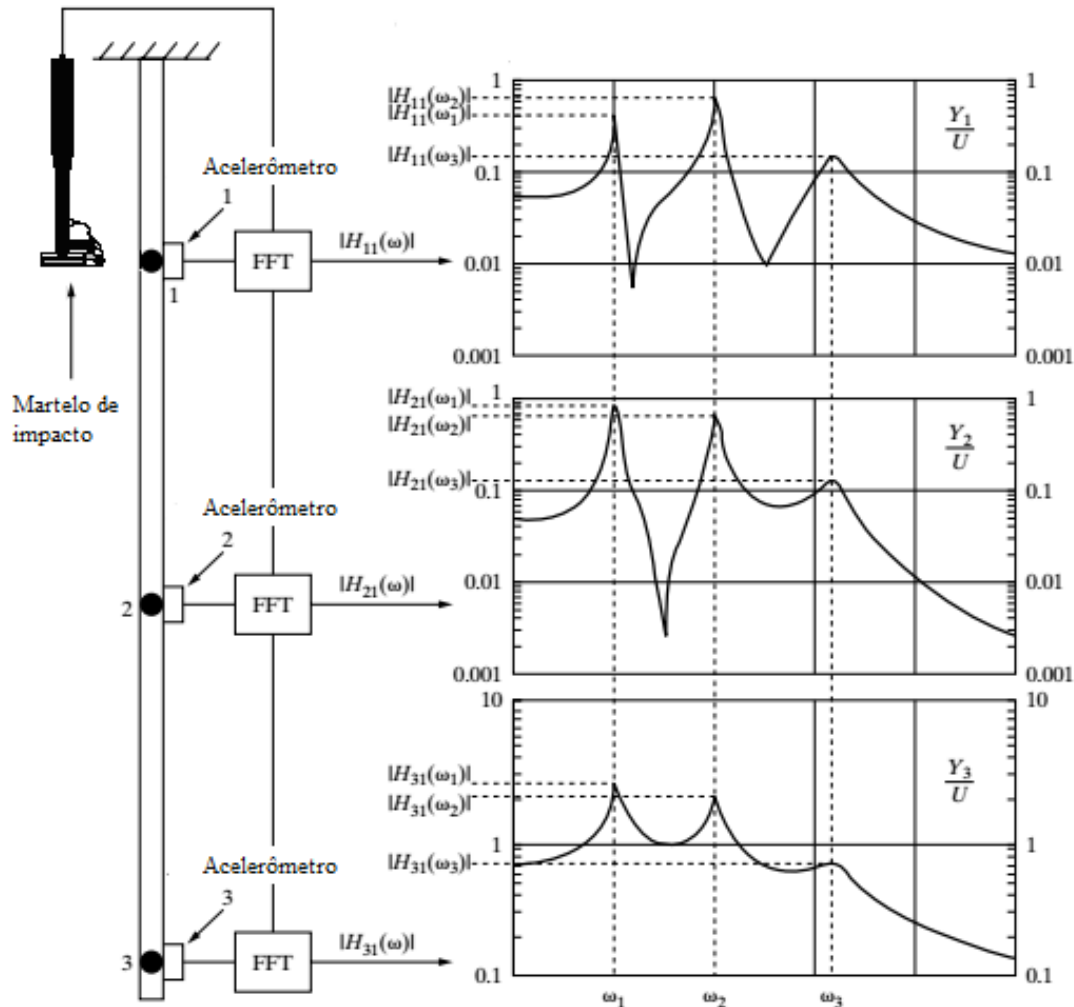 Martelo de
impacto
Acelerômetro
1
1
FFT
|H11(ω)|
Acelerômetro
2
2
FFT
|H21(ω)|
Acelerômetro
3
3
FFT
|H31(ω)|
|H11(ω2)|
|H11(ω1)|
|H11(ω3)|
1
0.1
0.01
0.001
Y1
U
1
0.1
0.01
0.001
|H21(ω1)|
|H21(ω2)|
|H21(ω3)|
1
0.1
0.01
0.001
Y2
U
1
0.1
0.01
0.001
|H31(ω1)|
|H31(ω2)|
|H31(ω3)|
10
1
0.1
Y3
U
10
1
0.1
ω1 ω2 ω3